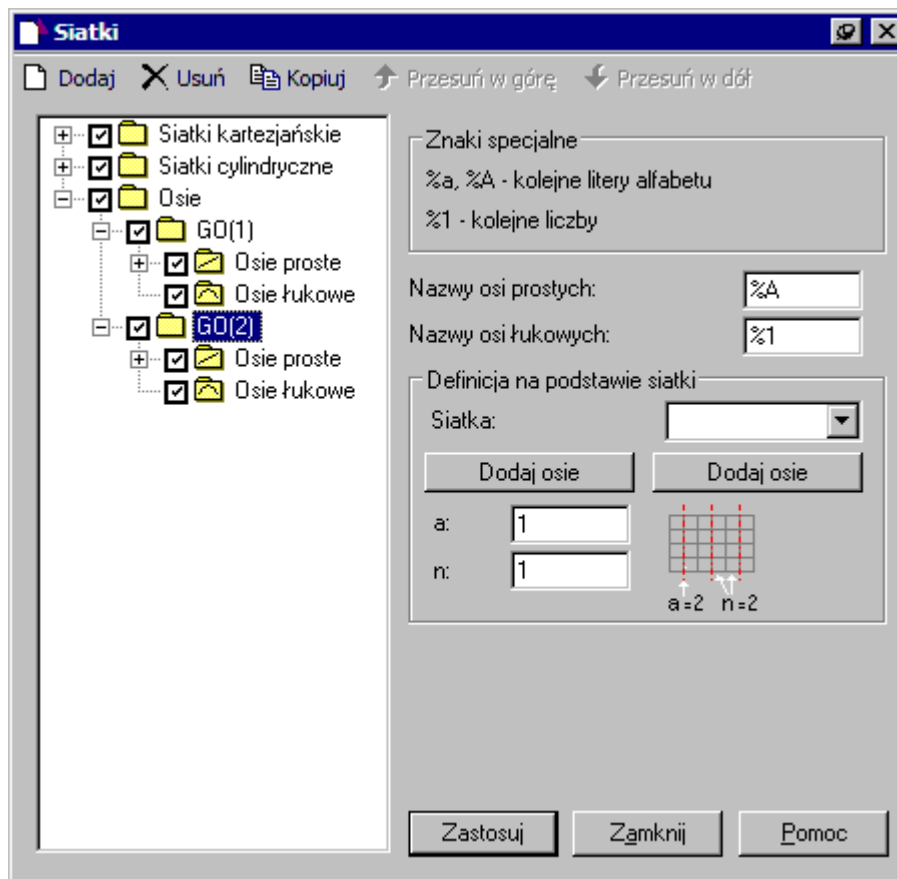 Siatki
Dodaj Usuń Kopiuj Przesuń w górę Przesuń w dół
Siatki kartezjańskie
Siatki cylindryczne
Osie
GO(1)
Osie proste
Osie łukowe
GO(2)
Osie proste
Osie łukowe
Znaki specjalne
%a, %A - kolejne litery alfabetu
%1 - kolejne liczby
Nazwy osi prostych: %A
Nazwy osi łukowych: %1
Definicja na podstawie siatki
Siatka:
Dodaj osie Dodaj osie
a: 1
n: 1
a=2 n=2
Zastosuj Zamknij Pomoc